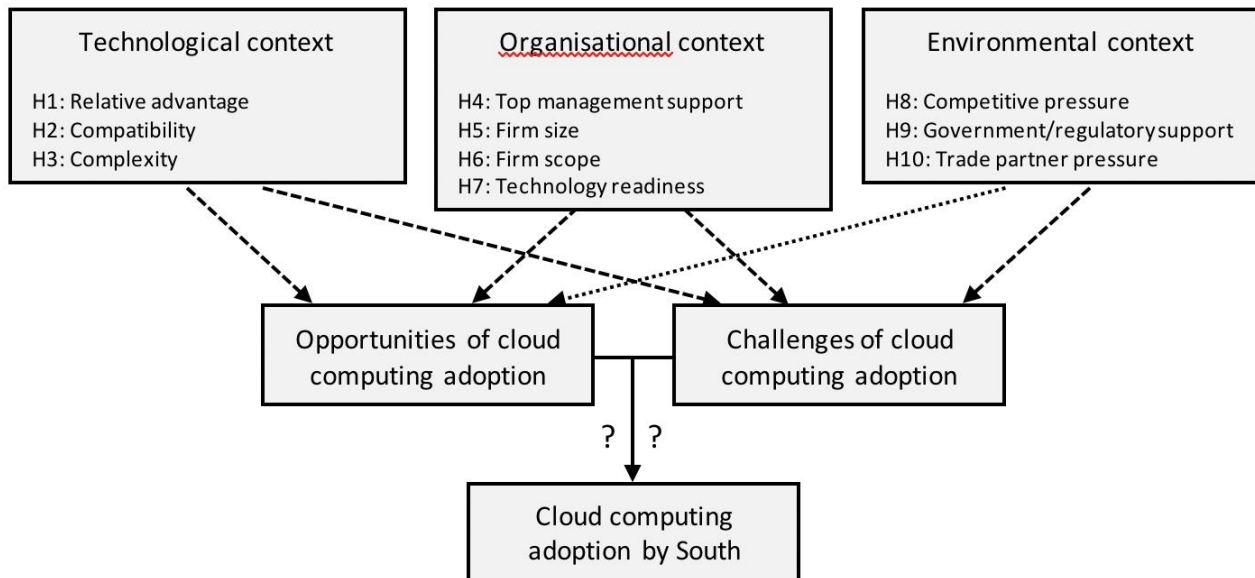 Technological context
H1: Relative advantage
H2: Compatibility
H3: Complexity
Organisational context
H4: Top management support
H5: Firm size
H6: Firm scope
H7: Technology readiness
Environmental context
H8: Competitive pressure
H9: Government/regulatory support
H10: Trade partner pressure
Opportunities of cloud
computing adoption
Challenges of cloud
computing adoption
? ?
Cloud computing
adoption by South